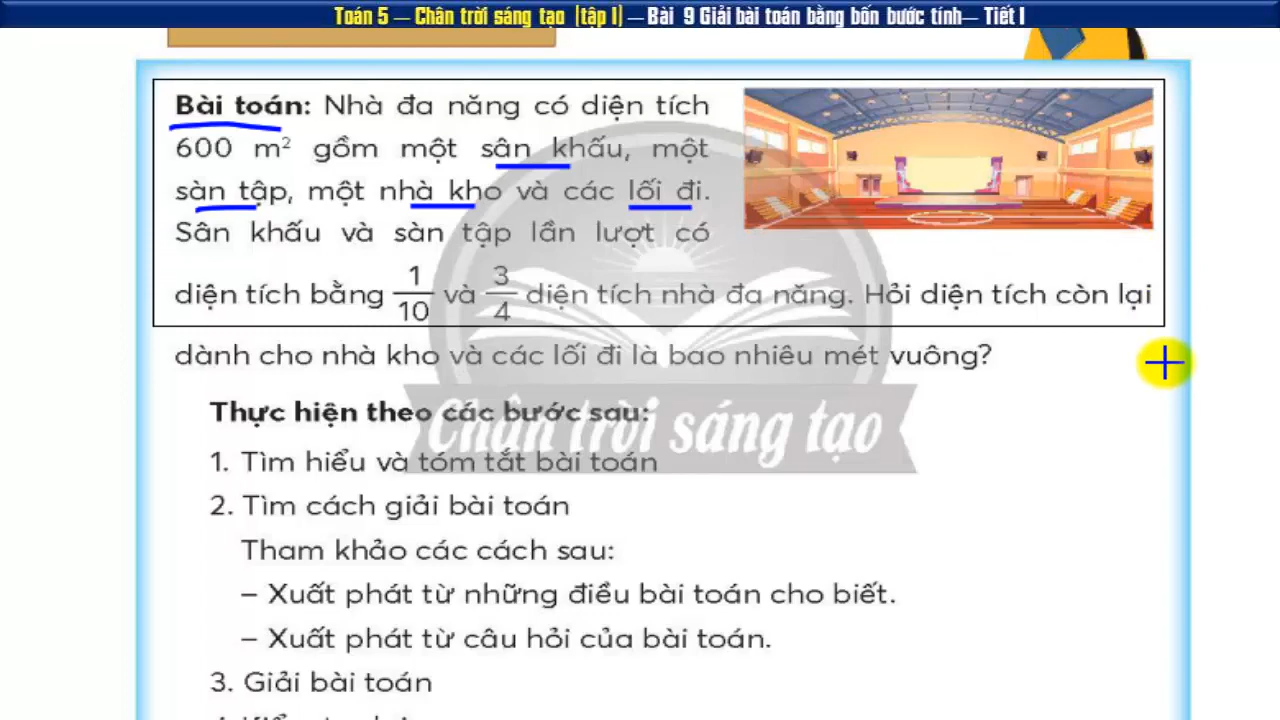 Toán 5 – Chân trời sáng tạo (tập 1) – Bài 9 Giải bài toán bằng bốn bước tính– Tiết 1
Bài toán: Nhà đa năng có diện tích
600 m² gồm một sân khấu, một
sàn tập, một nhà kho và các lối đi.
Sân khấu và sàn tập lần lượt có
diện tích bằng 1/10 và 3/4 diện tích nhà đa năng. Hỏi diện tích còn lại
dành cho nhà kho và các lối đi là bao nhiêu mét vuông?
Chân trời sáng tạo
Thực hiện theo các bước sau:
1. Tìm hiểu và tóm tắt bài toán
2. Tìm cách giải bài toán
Tham khảo các cách sau:
– Xuất phát từ những điều bài toán cho biết.
– Xuất phát từ câu hỏi của bài toán.
3. Giải bài toán